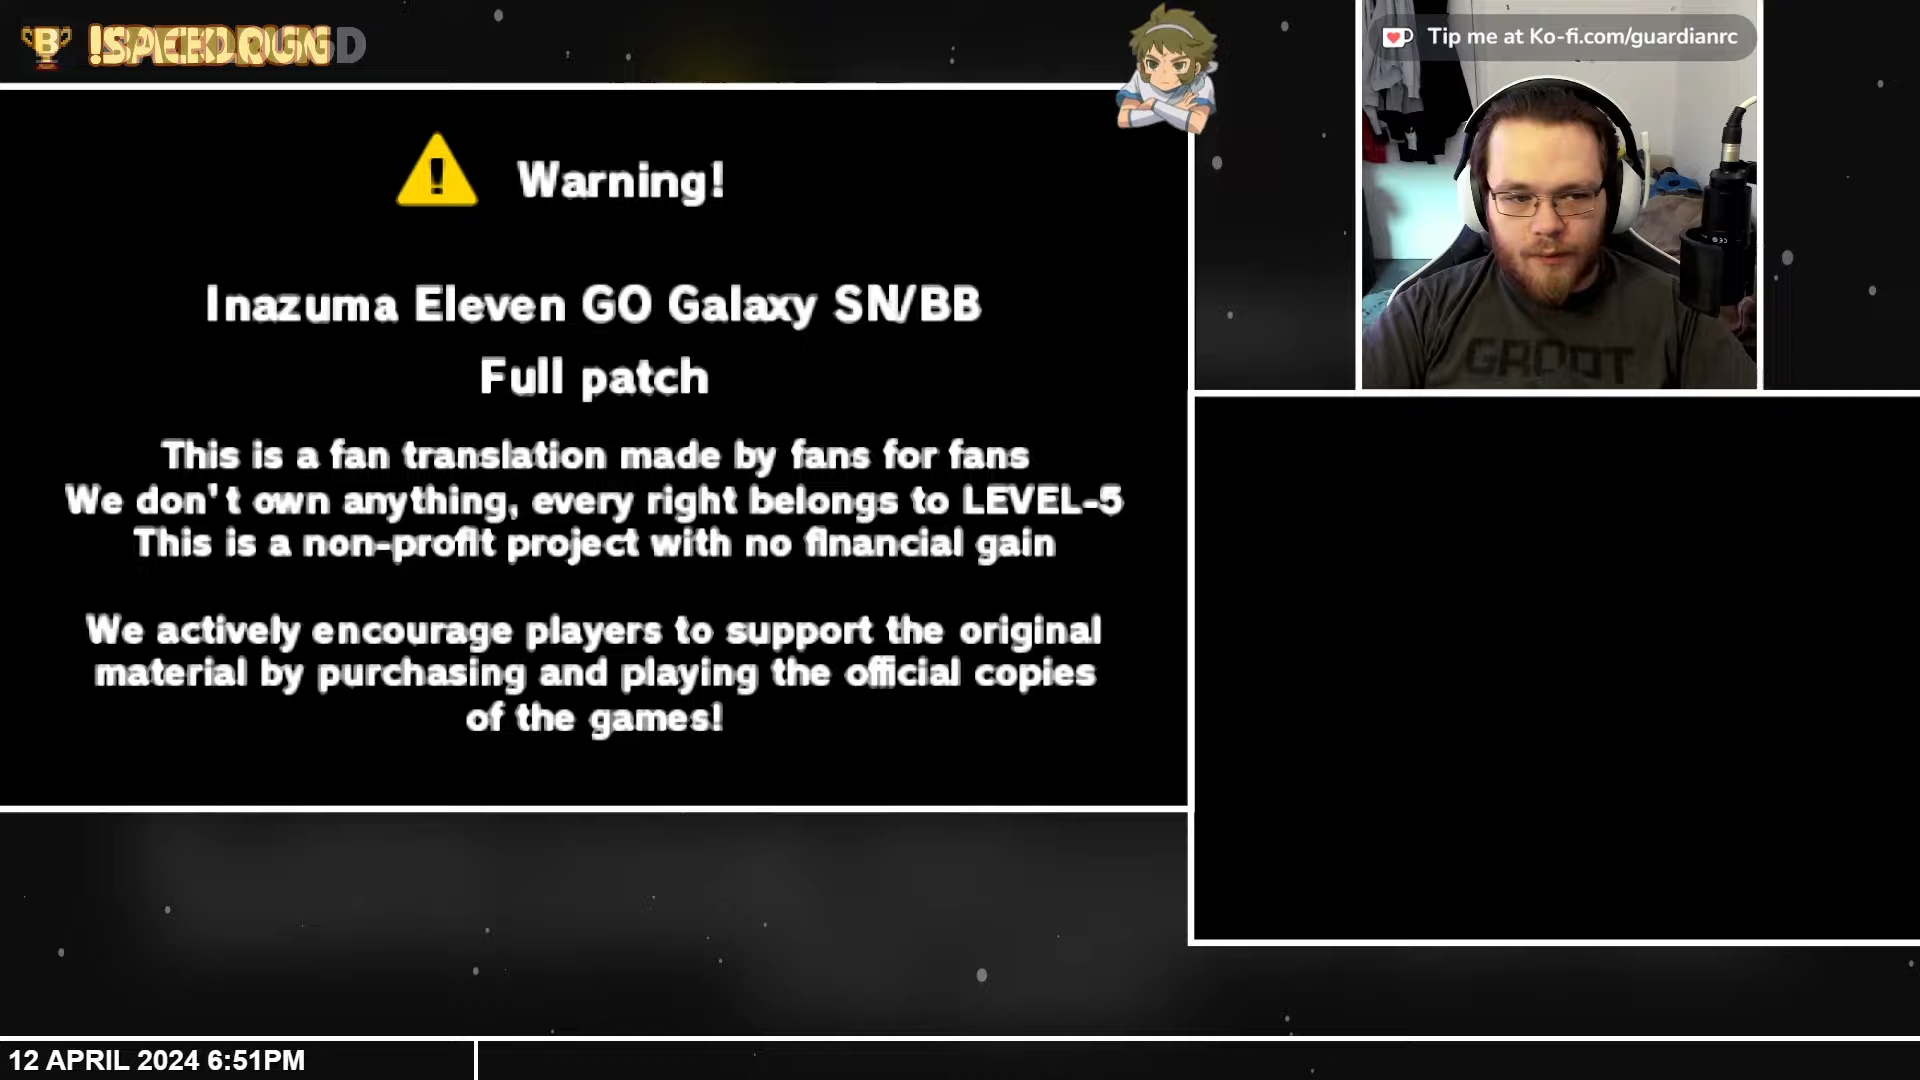 Tip me at Ko-fi.com/guardianrc
Warning!
Inazuma Eleven GO Galaxy SN/BB
Full patch
This is a fan translation made by fans for fans
We don't own anything, every right belongs to LEVEL-5
This is a non-profit project with no financial gain
We actively encourage players to support the original
material by purchasing and playing the official copies
of the games!
GROOT
12 APRIL 2024 6:51PM